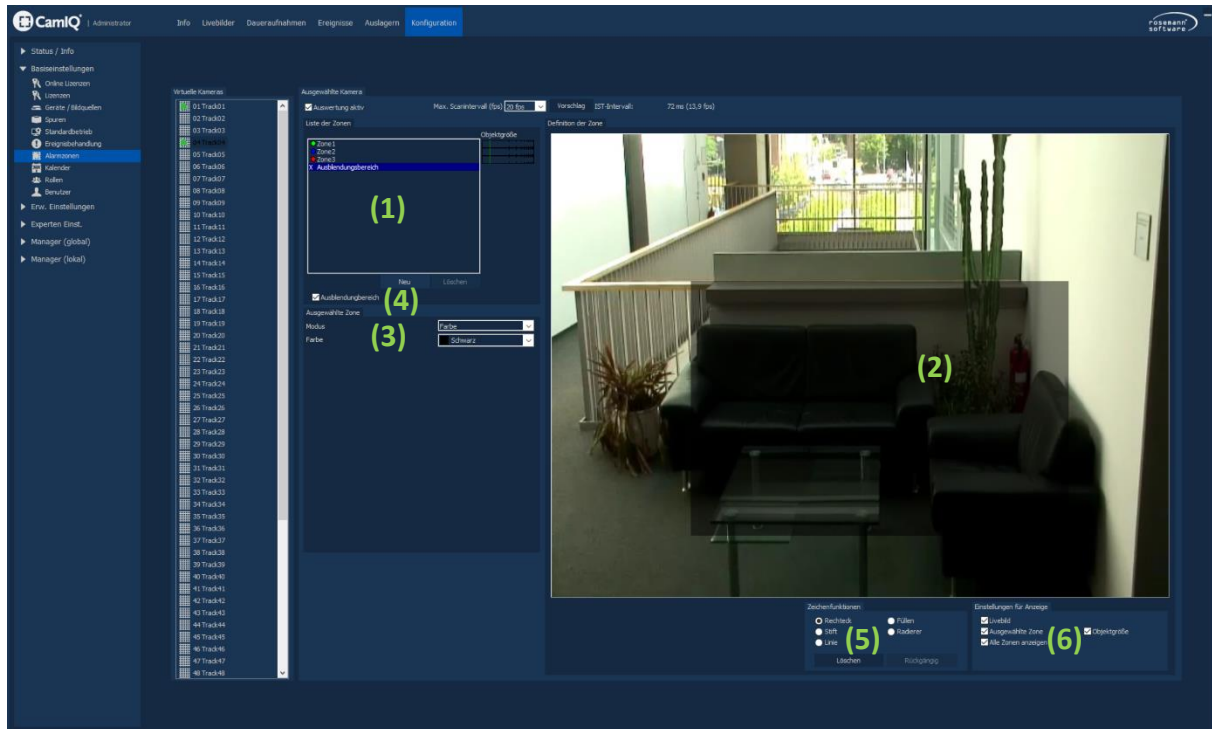 CamIQ | Administrator
Info Livebilder Daueraufnahmen Ereignisse Auslagern Konfiguration
rosemann software
Status / Info
Basiseinstellungen
Online Lizenzen
Lizenzen
Geräte / Bildquellen
Spuren
Standardbetrieb
Ereignisbehandlung
Alarmzonen
Kalender
Rollen
Benutzer
Erw. Einstellungen
Experten Einst.
Manager (global)
Manager (lokal)
Virtuelle Kameras
01 Track01
02 Track02
03 Track03
04 Track04
05 Track05
06 Track06
07 Track07
08 Track08
09 Track09
10 Track10
11 Track11
12 Track12
13 Track13
14 Track14
15 Track15
16 Track16
17 Track17
18 Track18
19 Track19
20 Track20
21 Track21
22 Track22
23 Track23
24 Track24
25 Track25
26 Track26
27 Track27
28 Track28
29 Track29
30 Track30
31 Track31
32 Track32
33 Track33
34 Track34
35 Track35
36 Track36
37 Track37
38 Track38
39 Track39
40 Track40
41 Track41
42 Track42
43 Track43
44 Track44
45 Track45
46 Track46
47 Track47
48 Track48
Ausgewählte Kamera
Auswertung aktiv Max. Scanintervall (fps) 20 fps Vorschlag IST-Intervall: 72 ms (13,9 fps)
Liste der Zonen
Objektgröße
Zone1
Zone2
Zone3
X Ausblendungsbereich
(1)
Neu Löschen
Ausblendungbereich (4)
Ausgewählte Zone
Modus Farbe
(3)
Farbe Schwarz
Definition der Zone
(2)
Zeichenfunktionen
Rechteck Füllen
Stift Radierer
Linie
(5)
Löschen Rückgängig
Einstellungen für Anzeige
Livebild
Ausgewählte Zone Objektgröße
Alle Zonen anzeigen
(6)